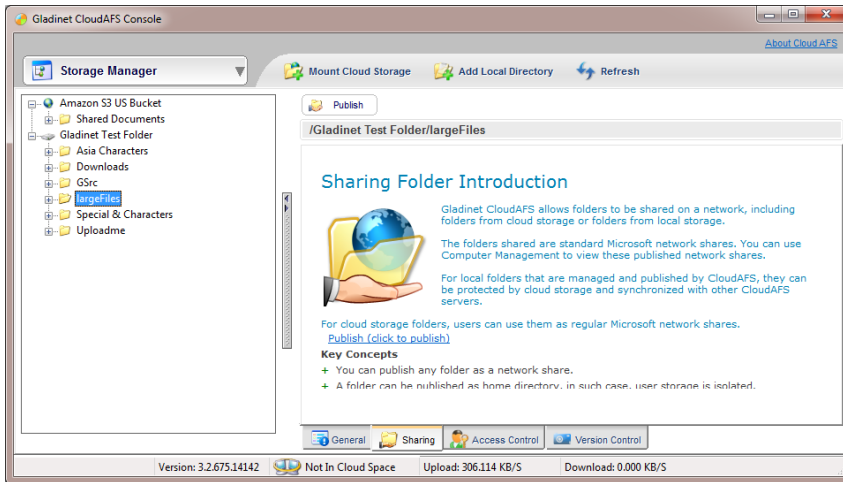 Gladinet CloudAFS Console
About Cloud AFS
Storage Manager
Mount Cloud Storage
Add Local Directory
Refresh
Amazon S3 US Bucket
Shared Documents
Gladinet Test Folder
Asia Characters
Downloads
GSrc
largeFiles
Special & Characters
Uploadme
Publish
/Gladinet Test Folder/largeFiles
Sharing Folder Introduction
Gladinet CloudAFS allows folders to be shared on a network, including
folders from cloud storage or folders from local storage.
The folders shared are standard Microsoft network shares. You can use
Computer Management to view these published network shares.
For local folders that are managed and published by CloudAFS, they can
be protected by cloud storage and synchronized with other CloudAFS
servers.
For cloud storage folders, users can use them as regular Microsoft network shares.
Publish (click to publish)
Key Concepts
+ You can publish any folder as a network share.
+ A folder can be published as home directory, in such case, user storage is isolated.
General
Sharing
Access Control
Version Control
Version: 3.2.675.14142
Not In Cloud Space
Upload: 306.114 KB/S
Download: 0.000 KB/S